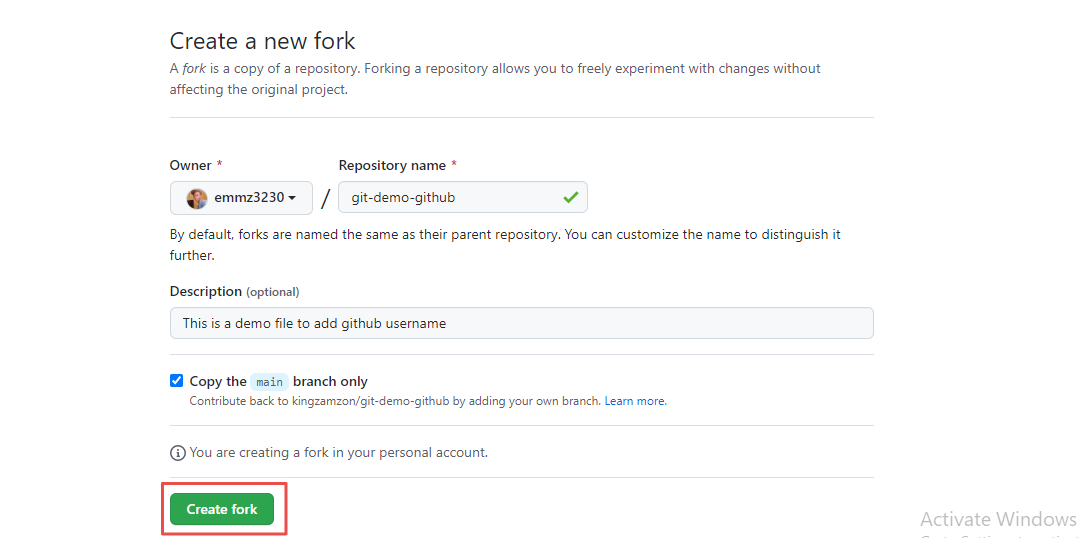 Create a new fork
A fork is a copy of a repository. Forking a repository allows you to freely experiment with changes without
affecting the original project.
Owner *
Repository name *
emmz3230
/
git-demo-github
By default, forks are named the same as their parent repository. You can customize the name to distinguish it
further.
Description (optional)
This is a demo file to add github username
Copy the main branch only
Contribute back to kingzamzon/git-demo-github by adding your own branch. Learn more.
You are creating a fork in your personal account.
Create fork
Activate Windows